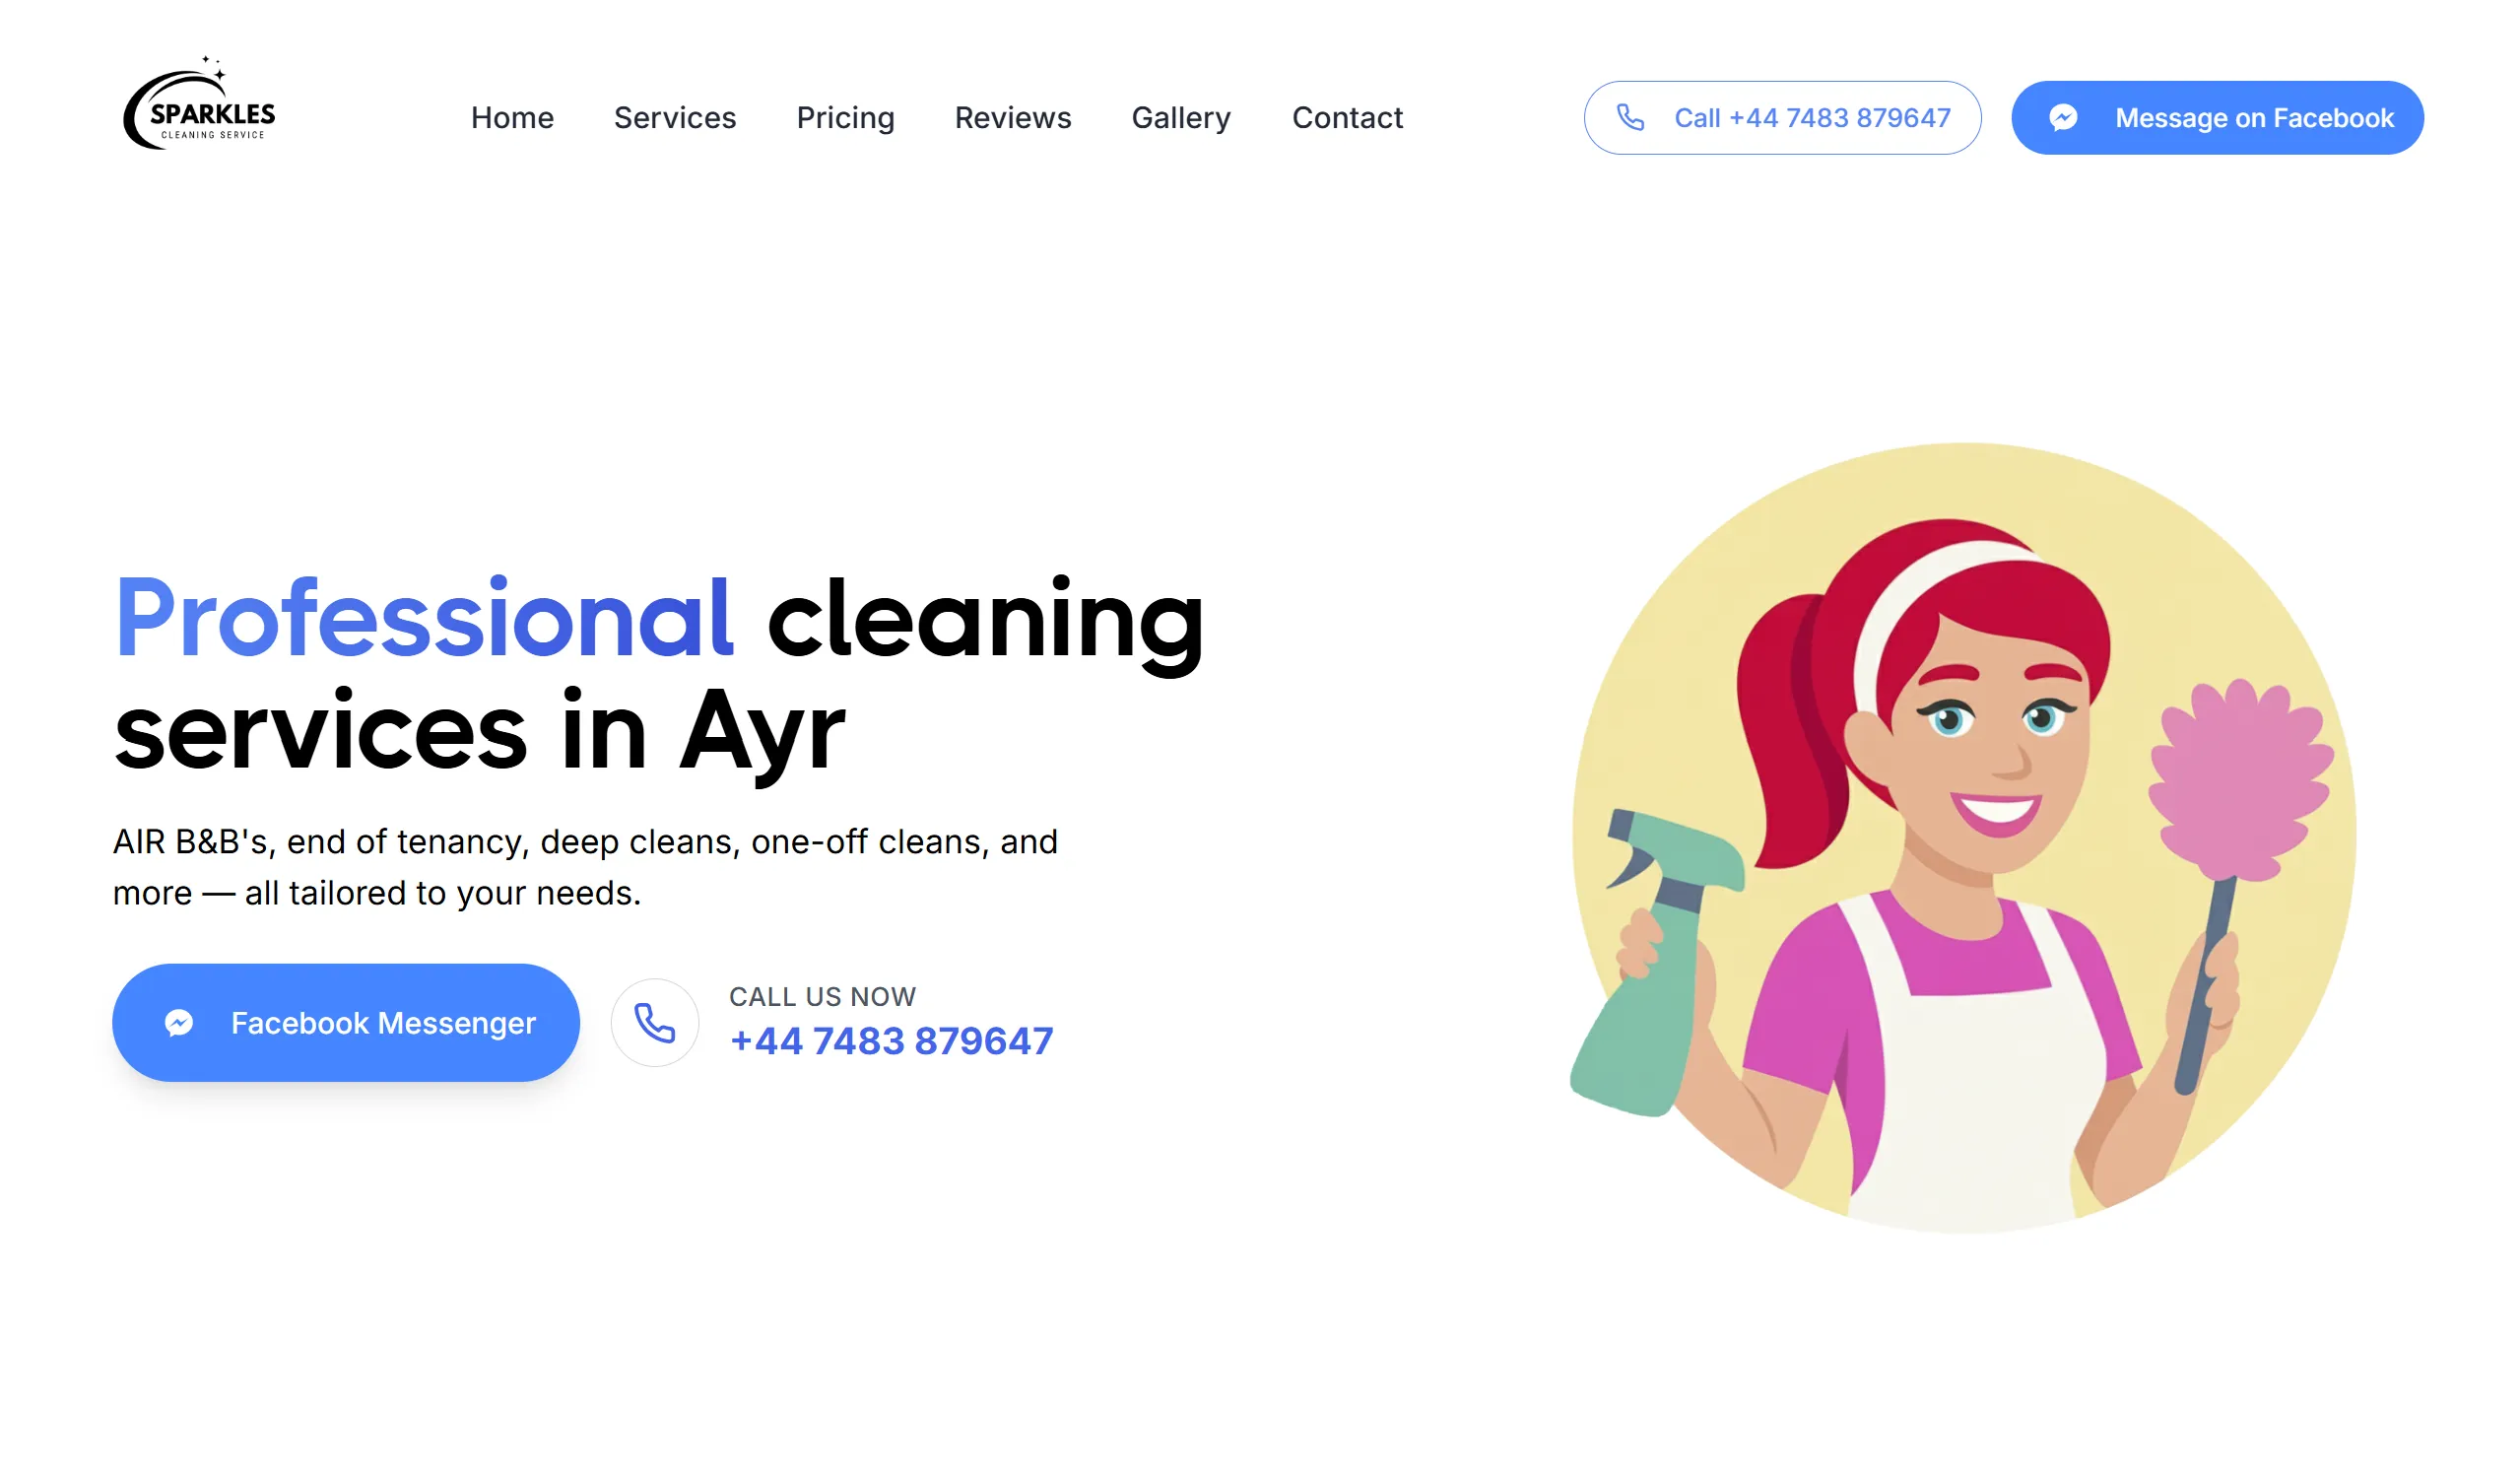 SPARKLES
CLEANING SERVICE
Home
Services
Pricing
Reviews
Gallery
Contact
Call +44 7483 879647
Message on Facebook
Professional cleaning
services in Ayr
AIR B&B's, end of tenancy, deep cleans, one-off cleans, and
more — all tailored to your needs.
Facebook Messenger
CALL US NOW
+44 7483 879647